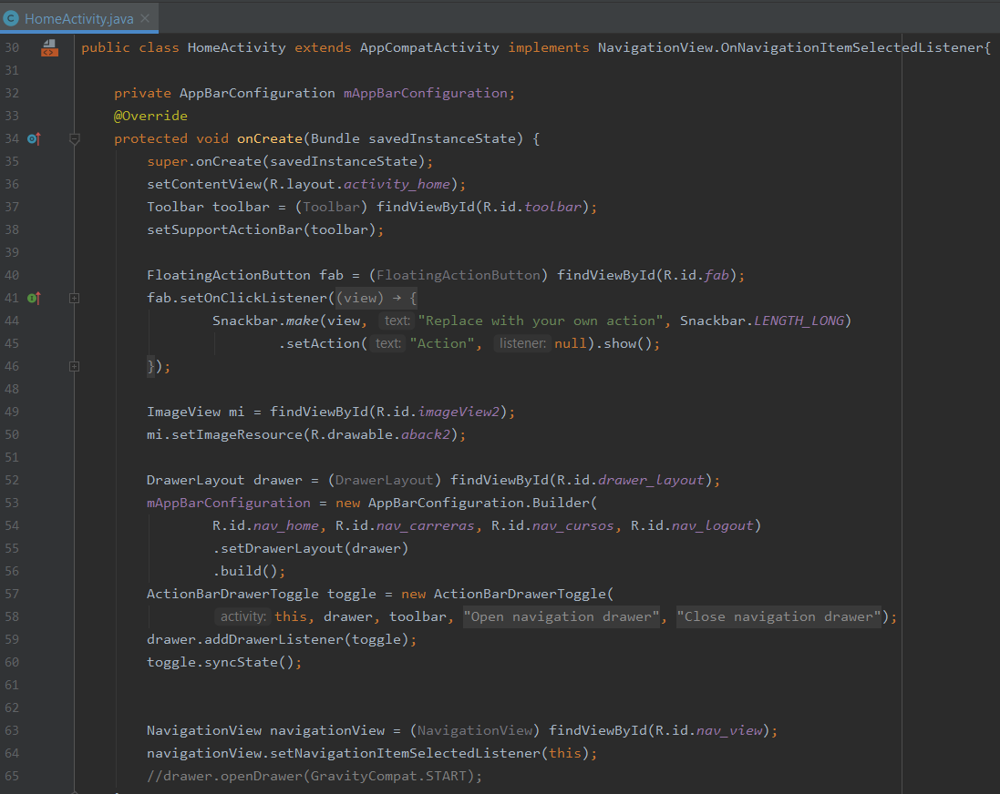 C HomeActivity.java ×
30 public class HomeActivity extends AppCompatActivity implements NavigationView.OnNavigationItemSelectedListener{
31
32 private AppBarConfiguration mAppBarConfiguration;
33 @Override
34 protected void onCreate(Bundle savedInstanceState) {
35 super.onCreate(savedInstanceState);
36 setContentView(R.layout.activity_home);
37 Toolbar toolbar = (Toolbar) findViewById(R.id.toolbar);
38 setSupportActionBar(toolbar);
39
40 FloatingActionButton fab = (FloatingActionButton) findViewById(R.id.fab);
41 fab.setOnClickListener((view) → {
44 Snackbar.make(view, text: "Replace with your own action", Snackbar.LENGTH_LONG)
45 .setAction( text: "Action", listener: null).show();
46 });
48
49 ImageView mi = findViewById(R.id.imageView2);
50 mi.setImageResource(R.drawable.aback2);
51
52 DrawerLayout drawer = (DrawerLayout) findViewById(R.id.drawer_layout);
53 mAppBarConfiguration = new AppBarConfiguration.Builder(
54 R.id.nav_home, R.id.nav_carreras, R.id.nav_cursos, R.id.nav_logout)
55 .setDrawerLayout(drawer)
56 .build();
57 ActionBarDrawerToggle toggle = new ActionBarDrawerToggle(
58 activity: this, drawer, toolbar, "Open navigation drawer", "Close navigation drawer");
59 drawer.addDrawerListener(toggle);
60 toggle.syncState();
61
62
63 NavigationView navigationView = (NavigationView) findViewById(R.id.nav_view);
64 navigationView.setNavigationItemSelectedListener(this);
65 //drawer.openDrawer(GravityCompat.START);